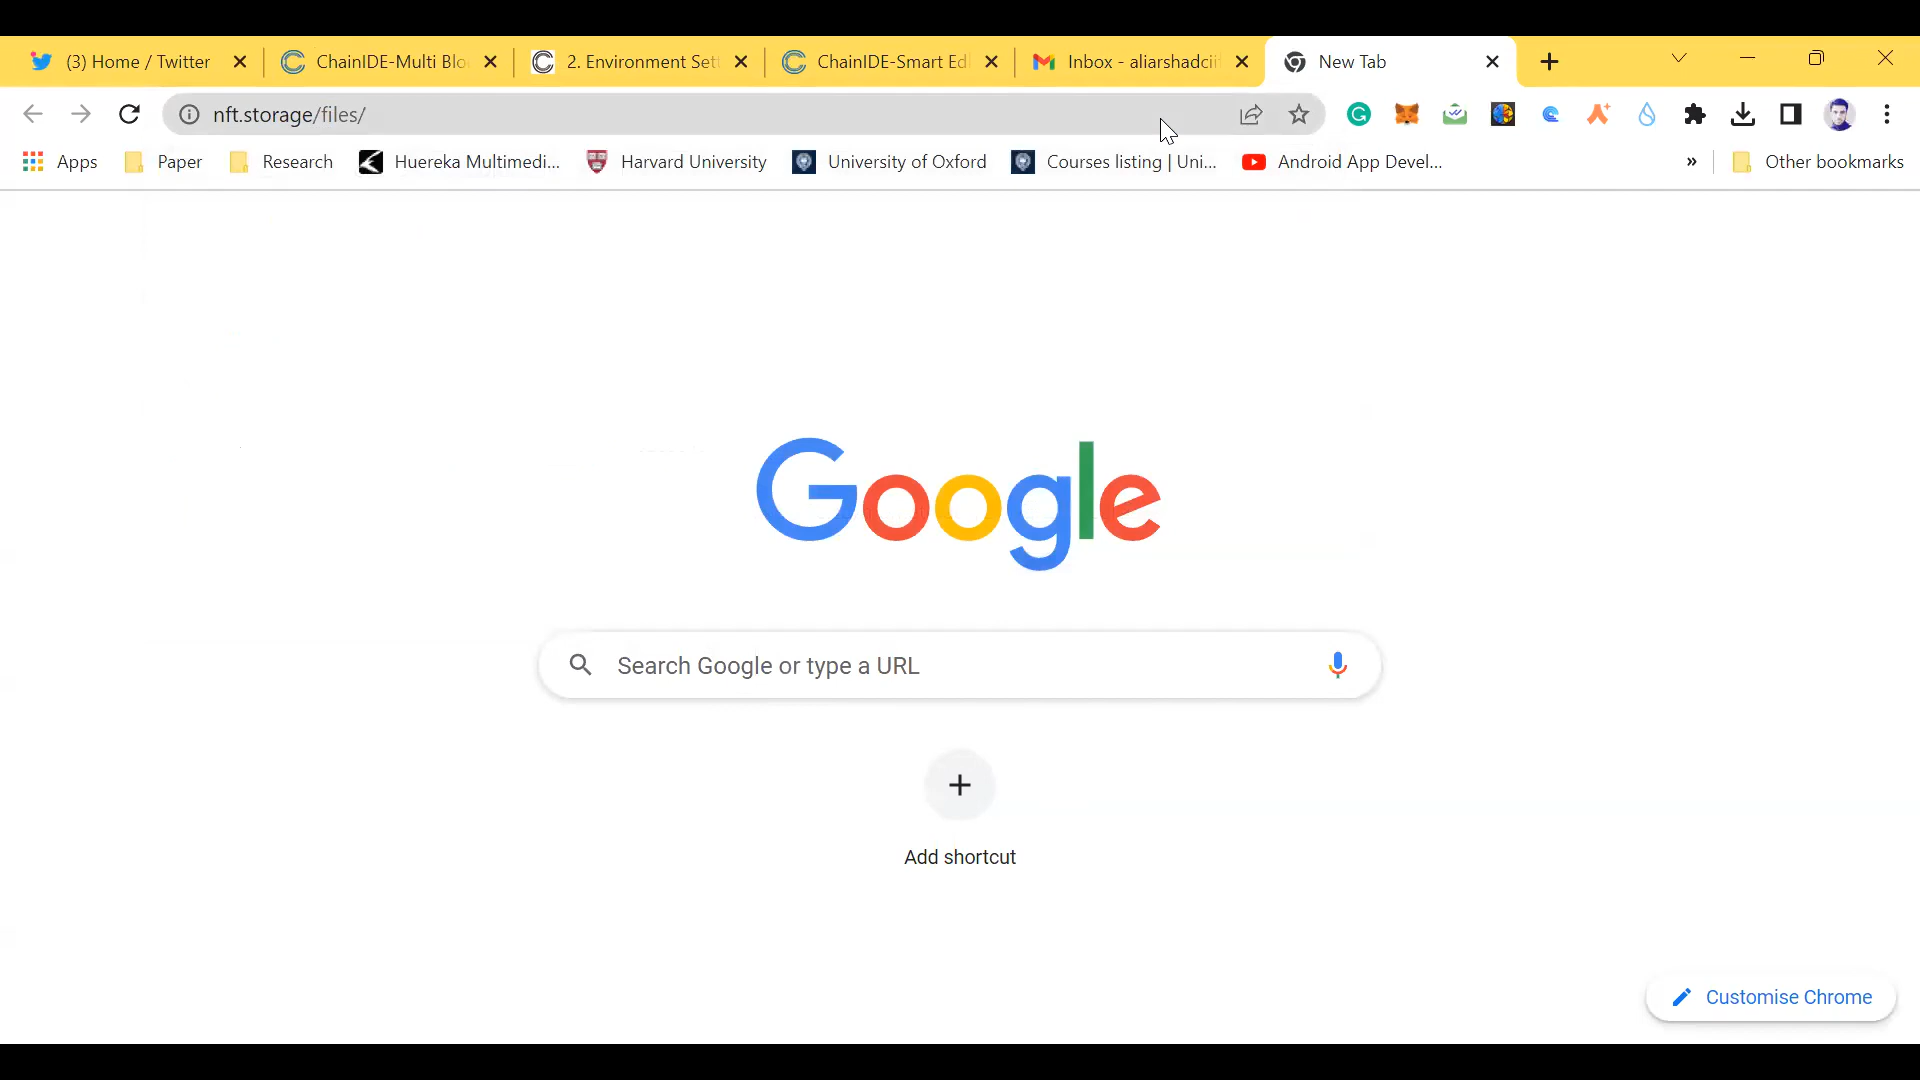 (3) Home / Twitter
ChainIDE-Multi Blo
2. Environment Sett
ChainIDE-Smart Edi
Inbox - aliarshadcii
New Tab
nft.storage/files/
Apps
Paper
Research
Huereka Multimedi...
Harvard University
University of Oxford
Courses listing | Uni...
Android App Devel...
»
Other bookmarks
Google
Search Google or type a URL
Add shortcut
Customise Chrome